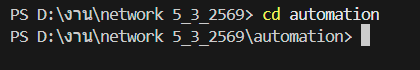 PS D:\งาน\network 5_3_2569> cd automation
PS D:\งาน\network 5_3_2569\automation>